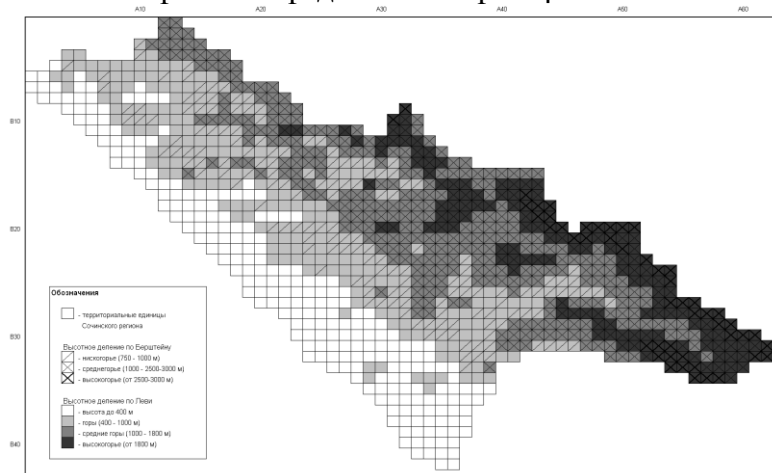 A10 A20 A30 A40 A50 A60
B10
B20
B30
B40
Обозначения
- территориальные единицы
Сочинского региона
Высотное деление по Берштейну
- нискогорье (750 - 1000 м)
- среднегорье (1000 - 2500-3000 м)
- высокогорье (от 2500-3000 м)
Высотное деление по Леви
- высота до 400 м
- горы (400 - 1000 м)
- средние горы (1000 - 1800 м)
- высокогорье (от 1800 м)